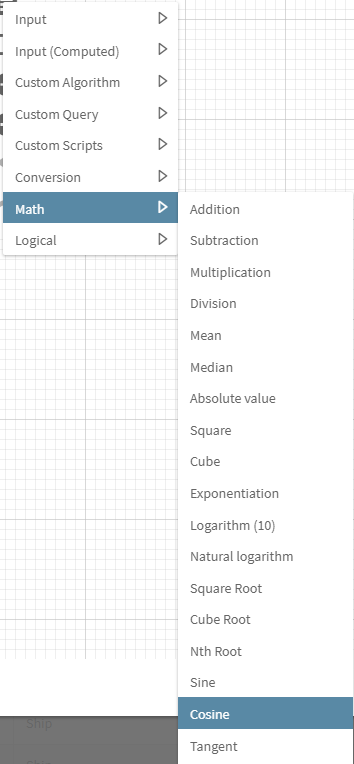 Input
Input (Computed)
Custom Algorithm
Custom Query
Custom Scripts
Conversion
Math
Logical
Addition
Subtraction
Multiplication
Division
Mean
Median
Absolute value
Square
Cube
Exponentiation
Logarithm (10)
Natural logarithm
Square Root
Cube Root
Nth Root
Sine
Cosine
Tangent
Ship